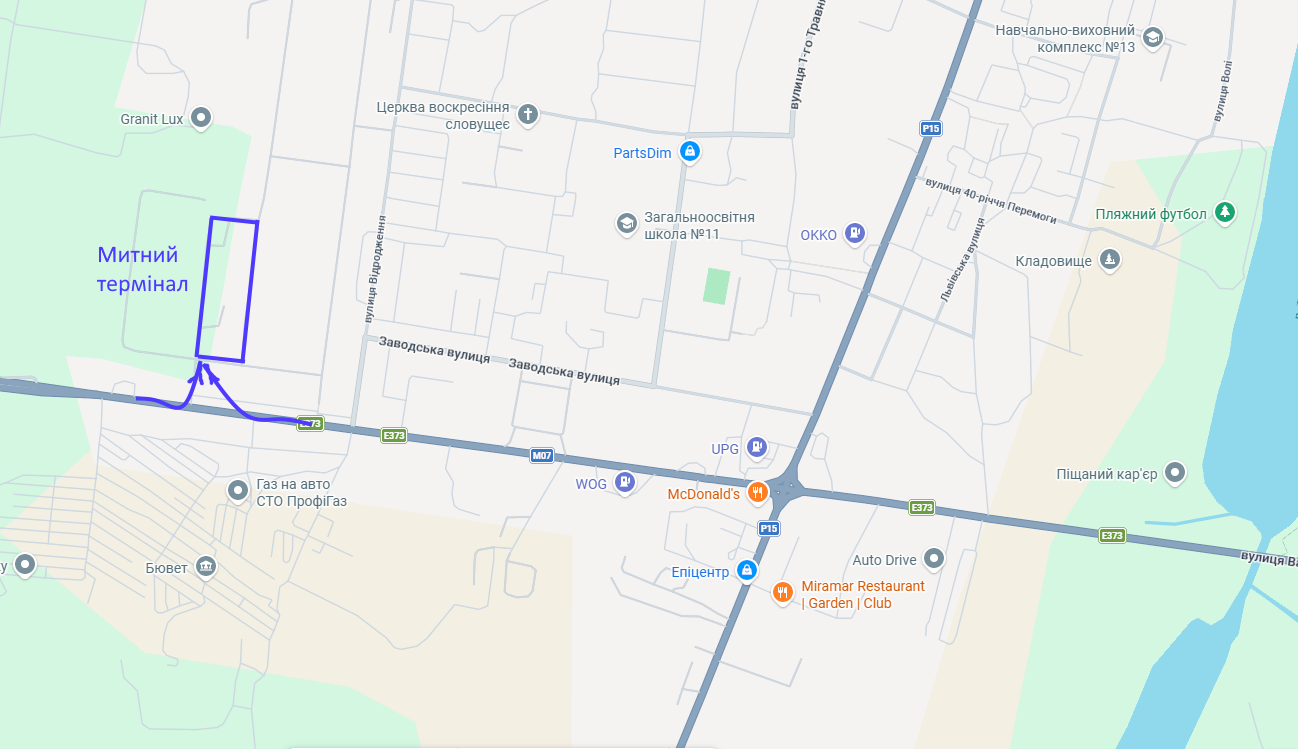 Навчально-виховний
комплекс №13
вулиця 1-го Травня
вулиця Волі
Granit Lux
Церква воскресіння
словущеє
P15
PartsDim
вулиця 40-річчя Перемоги
Пляжний футбол
Загальноосвітня
школа №11
OKKO
Львівська вулиця
Кладовище
Митний
термінал
вулиця Відродження
Заводська вулиця
Заводська вулиця
E373
M07
UPG
WOG
McDonald's
E373
E373
Піщаний кар'єр
Газ на авто
СТО ПрофіГаз
P15
вулиця Ва
Auto Drive
у
Бювет
Епіцентр
Miramar Restaurant
| Garden | Club